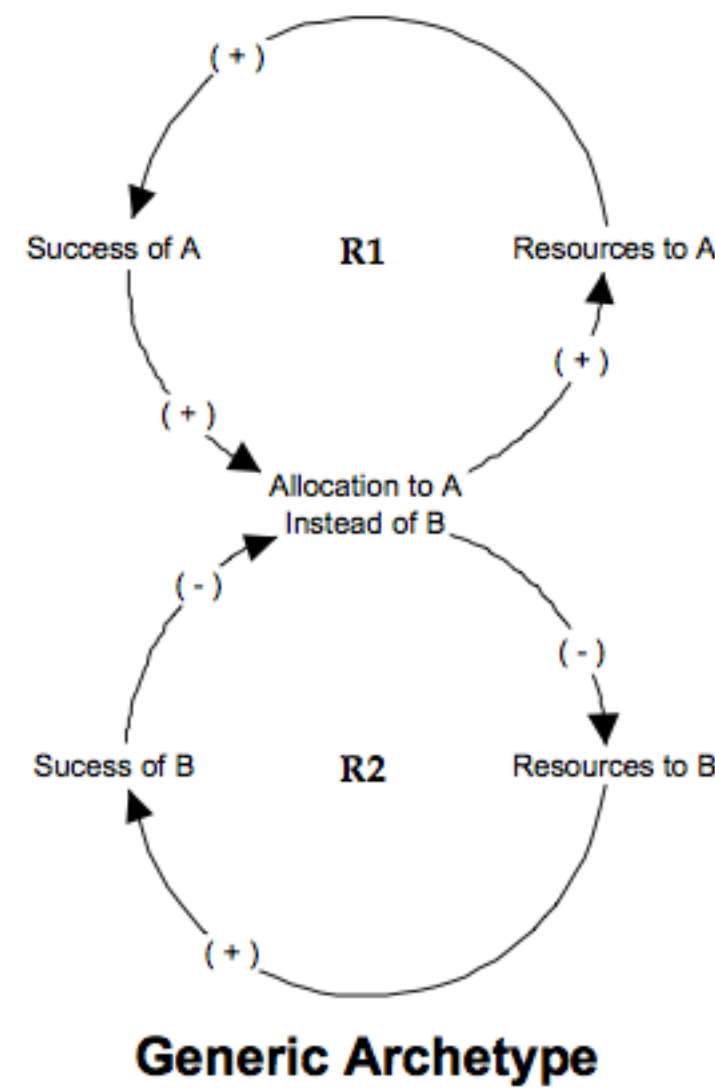 ( + )
Success of A
R1
Resources to A
( + )
( + )
Allocation to A
Instead of B
( - )
( - )
Sucess of B
R2
Resources to B
( + )
Generic Archetype